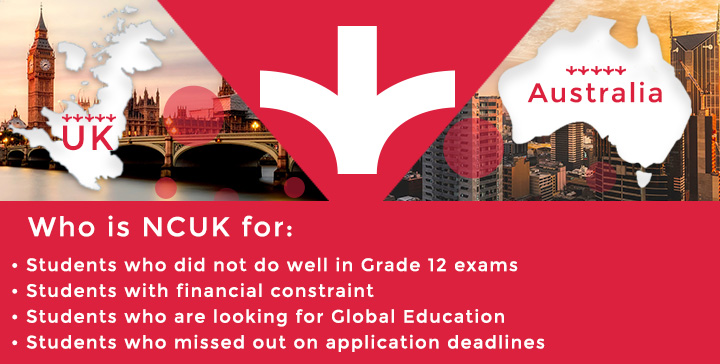 UK
Australia
Who is NCUK for:
• Students who did not do well in Grade 12 exams
• Students with financial constraint
• Students who are looking for Global Education
• Students who missed out on application deadlines